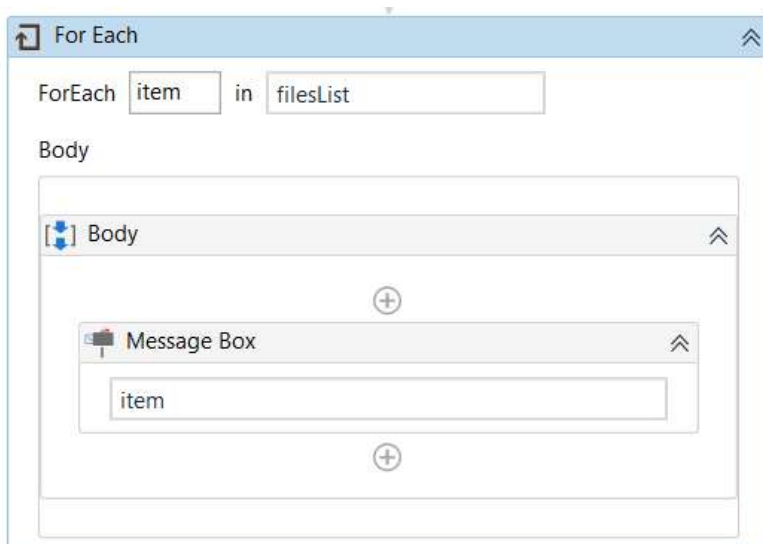 For Each
ForEach item in filesList
Body
Body
Message Box
item